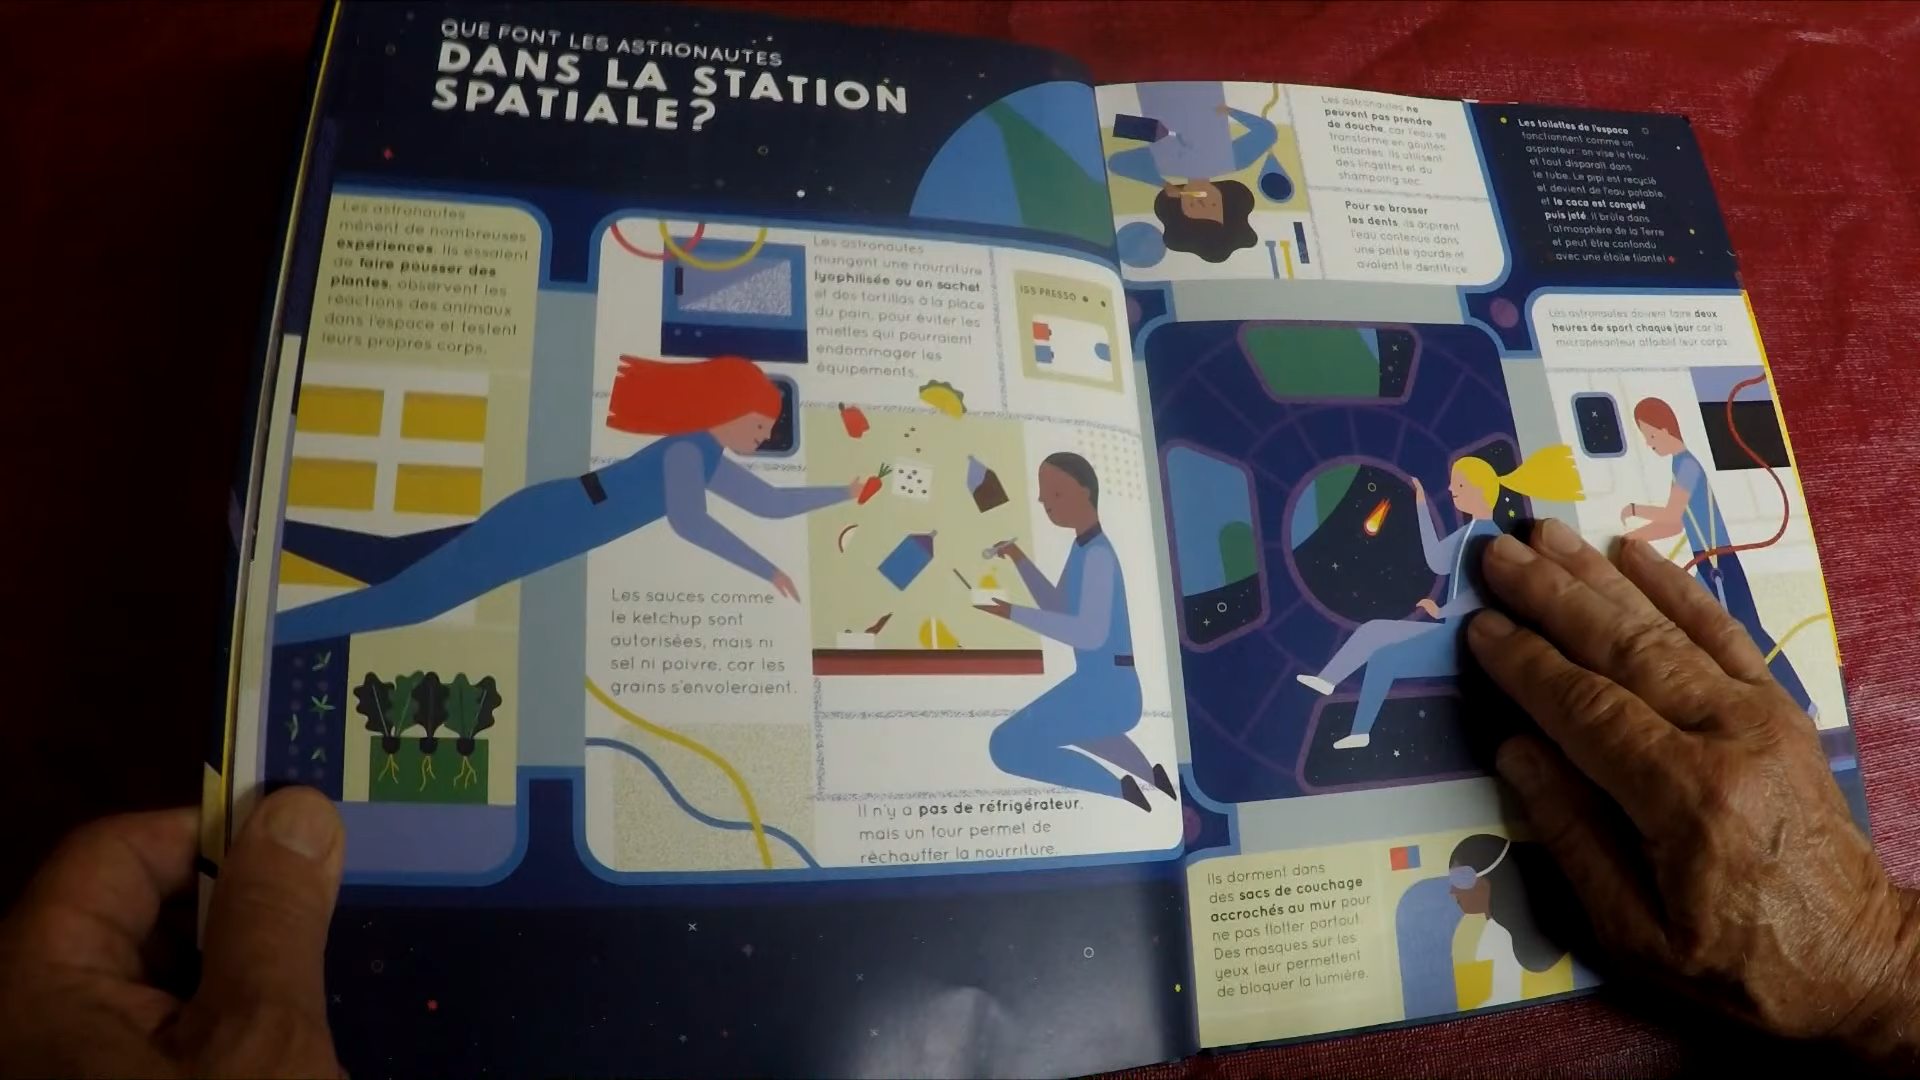 QUE FONT LES ASTRONAUTES
DANS LA STATION
SPATIALE?
Les astronautes
mènent de nombreuses
expériences. Ils essaient
de faire pousser des
plantes, observent les
réactions des animaux
dans l'espace et testent
leurs propres corps.
Les astronautes
mangent une nourriture
lyophilisée ou en sachet,
et des tortillas à la place
du pain, pour éviter les
miettes qui pourraient
endommager les
équipements.
ISS PRESSO
Les sauces comme
le ketchup sont
autorisées, mais ni
sel ni poivre, car les
grains s'envoleraient.
Il n'y a pas de réfrigérateur,
mais un four permet de
réchauffer la nourriture.
Les astronautes ne
peuvent pas prendre
de douche, car l'eau se
transforme en gouttes
flottantes. Ils utilisent
des lingettes et du
shampoing sec.
Pour se brosser
les dents, ils aspirent
l'eau contenue dans
une petite gourde et
avalent le dentifrice
Les toilettes de l'espace
fonctionnent comme un
aspirateur : on vise le trou,
et tout disparaît dans
le tube. Le pipi est recyclé
et devient de l'eau potable,
et le caca est congelé
puis jeté. Il brûle dans
l'atmosphère de la Terre
et peut être confondu
avec une étoile filante!
Les astronautes doivent faire deux
heures de sport chaque jour car la
micropesanteur affaiblit leur corps.
Ils dorment dans
des sacs de couchage
accrochés au mur pour
ne pas flotter partout.
Des masques sur les
yeux leur permettent
de bloquer la lumière.